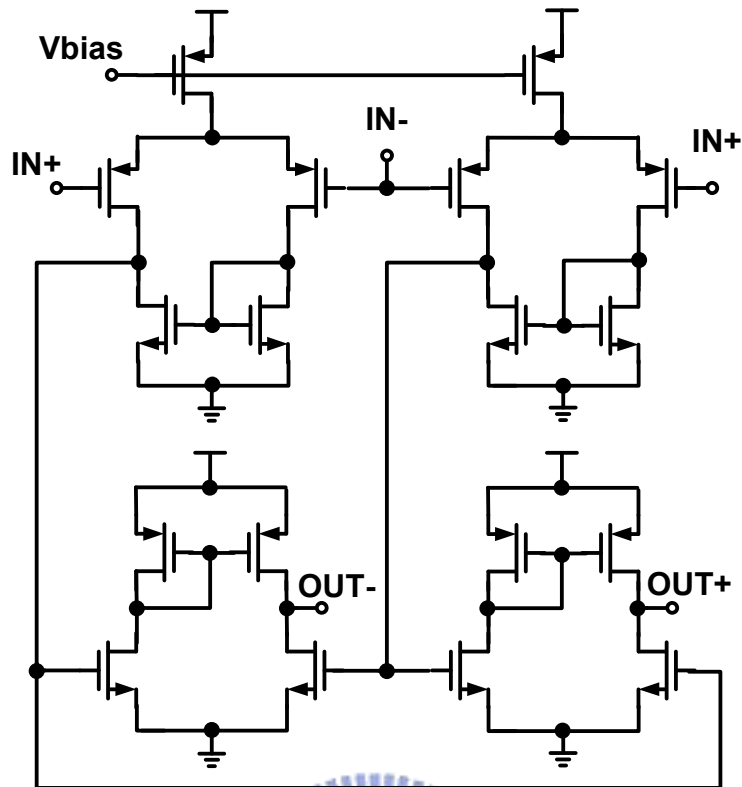 Vbias
IN-
IN+
IN+
OUT-
OUT+